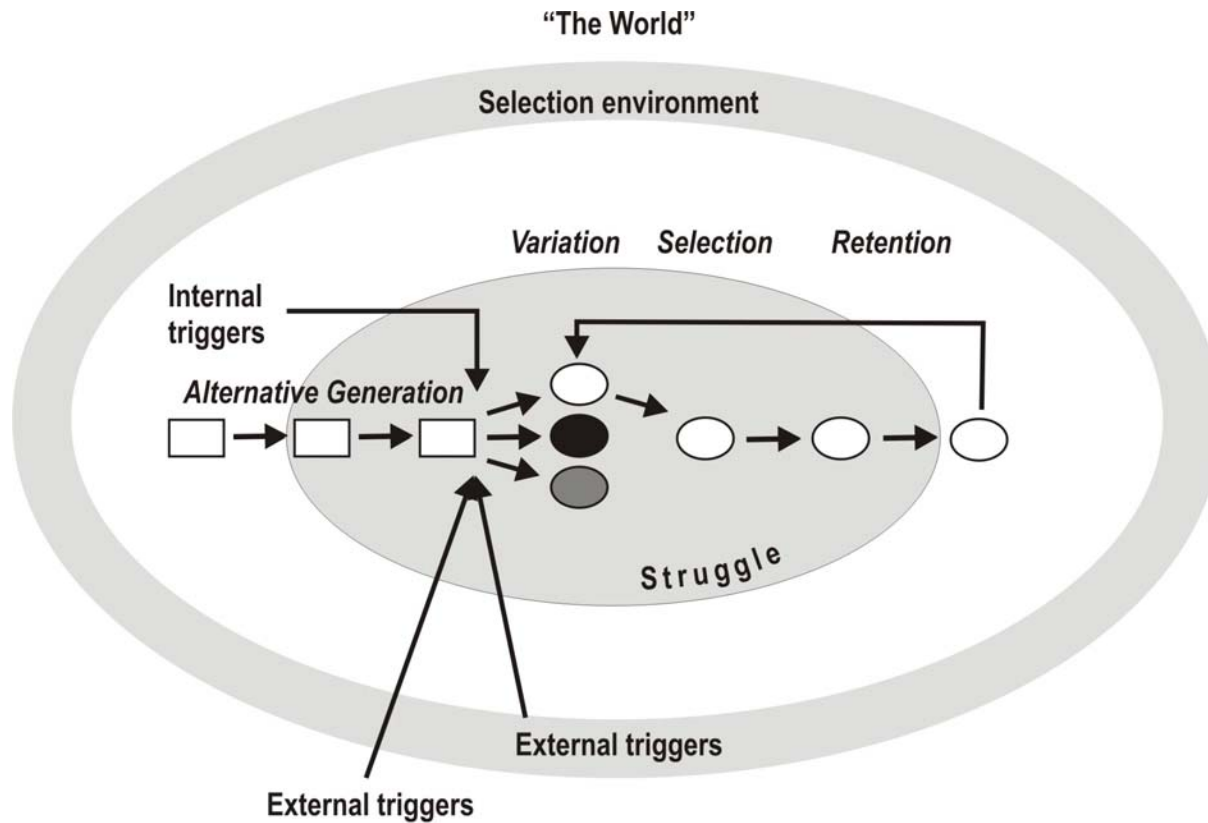 “The World”
Selection environment
Variation
Selection
Retention
Internal
triggers
Alternative Generation
Struggle
External triggers
External triggers